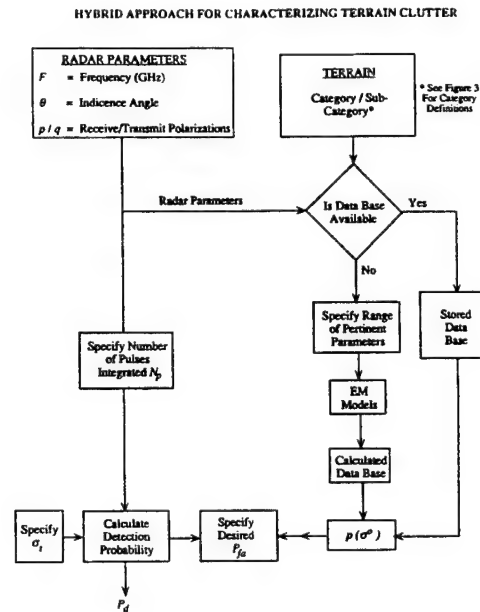 HYBRID APPROACH FOR CHARACTERIZING TERRAIN CLUTTER
RADAR PARAMETERS
F = Frequency (GHz)
θ = Indicence Angle
p / q = Receive/Transmit Polarizations
TERRAIN
Category / Sub-
Category*
* See Figure 3
For Category
Definitions
Radar Parameters
Is Data Base
Available
Yes
No
Specify Range
of Pertinent
Parameters
Stored
Data
Base
Specify Number
of Pulses
Integrated Np
EM
Models
Calculated
Data Base
Specify
σt
Calculate
Detection
Probability
Specify
Desired
Pfa
p (σ°)
Pd